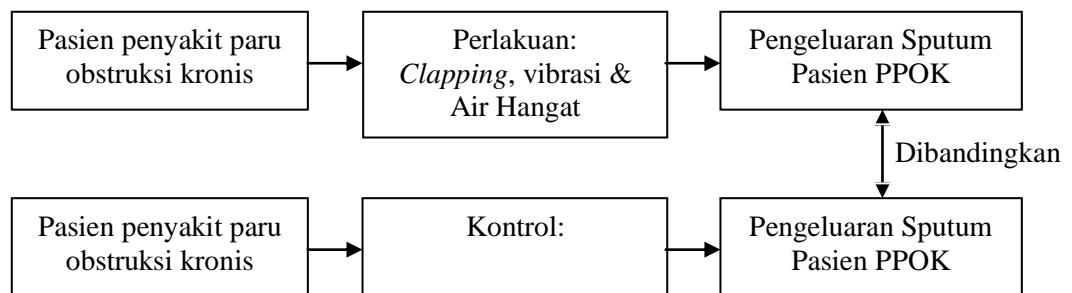 Pasien penyakit paru
obstruksi kronis
Perlakuan:
Clapping, vibrasi &
Air Hangat
Pengeluaran Sputum
Pasien PPOK
Dibandingkan
Pasien penyakit paru
obstruksi kronis
Kontrol:
Pengeluaran Sputum
Pasien PPOK